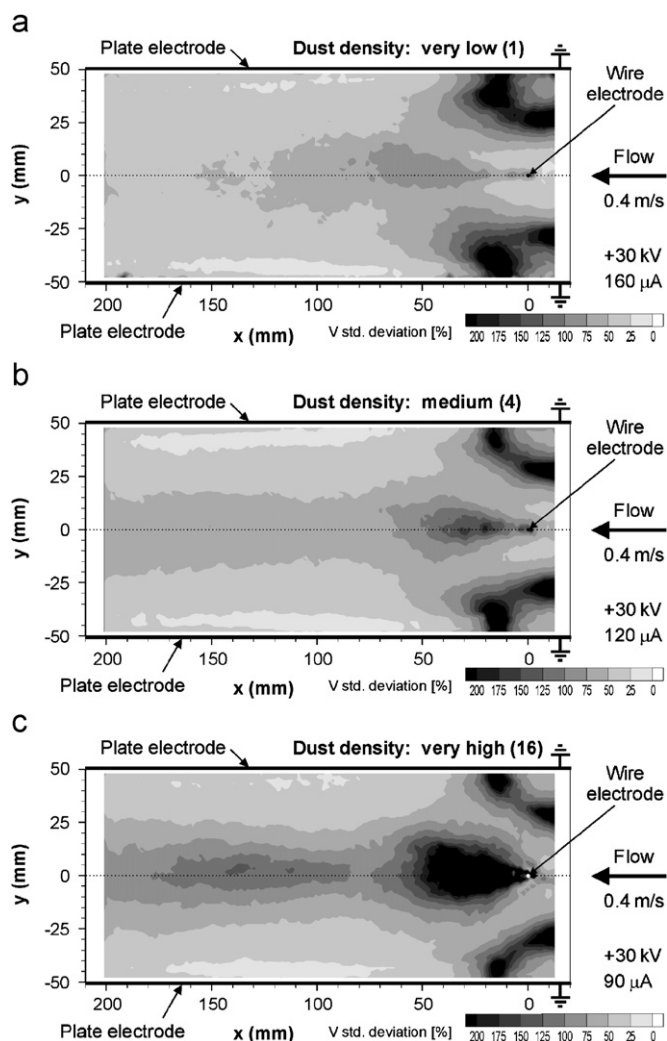 a
Plate electrode
Dust density: very low (1)
50
25
0
-25
-50
y (mm)
Wire
electrode
Flow
0.4 m/s
+30 kV
160 μA
200
150
100
50
0
Plate electrode
x (mm)
V std. deviation [%]
200 175 150 125 100 75 50 25 0
b
Plate electrode
Dust density: medium (4)
50
25
0
-25
-50
y (mm)
Wire
electrode
Flow
0.4 m/s
+30 kV
120 μA
200
150
100
50
0
Plate electrode
x (mm)
V std. deviation [%]
200 175 150 125 100 75 50 25 0
c
Plate electrode
Dust density: very high (16)
50
25
0
-25
-50
y (mm)
Wire
electrode
Flow
0.4 m/s
+30 kV
90 μA
200
150
100
50
0
Plate electrode
x (mm)
V std. deviation [%]
200 175 150 125 100 75 50 25 0